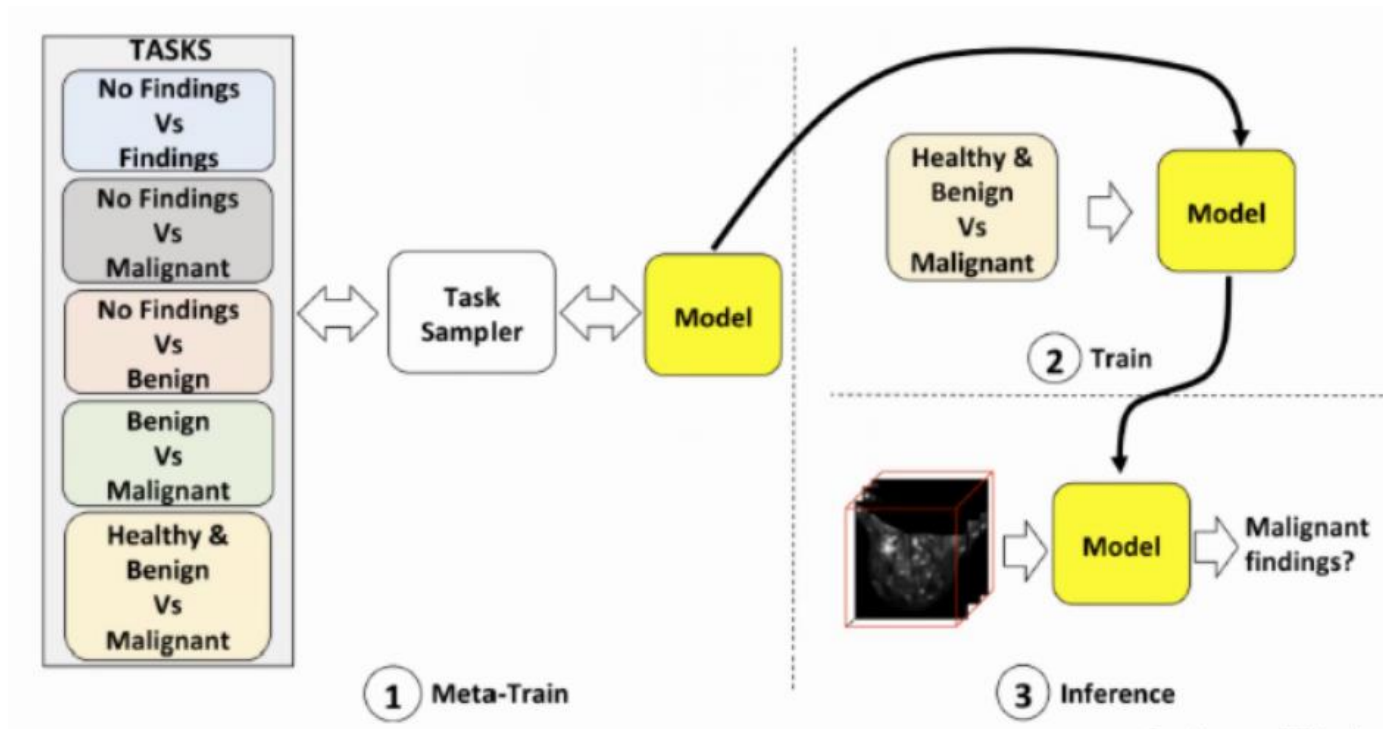 TASKS
No Findings
Vs
Findings
No Findings
Vs
Malignant
No Findings
Vs
Benign
Benign
Vs
Malignant
Healthy &
Benign
Vs
Malignant
Task
Sampler
Model
1 Meta-Train
Healthy &
Benign
Vs
Malignant
Model
2 Train
Model
Malignant
findings?
3 Inference